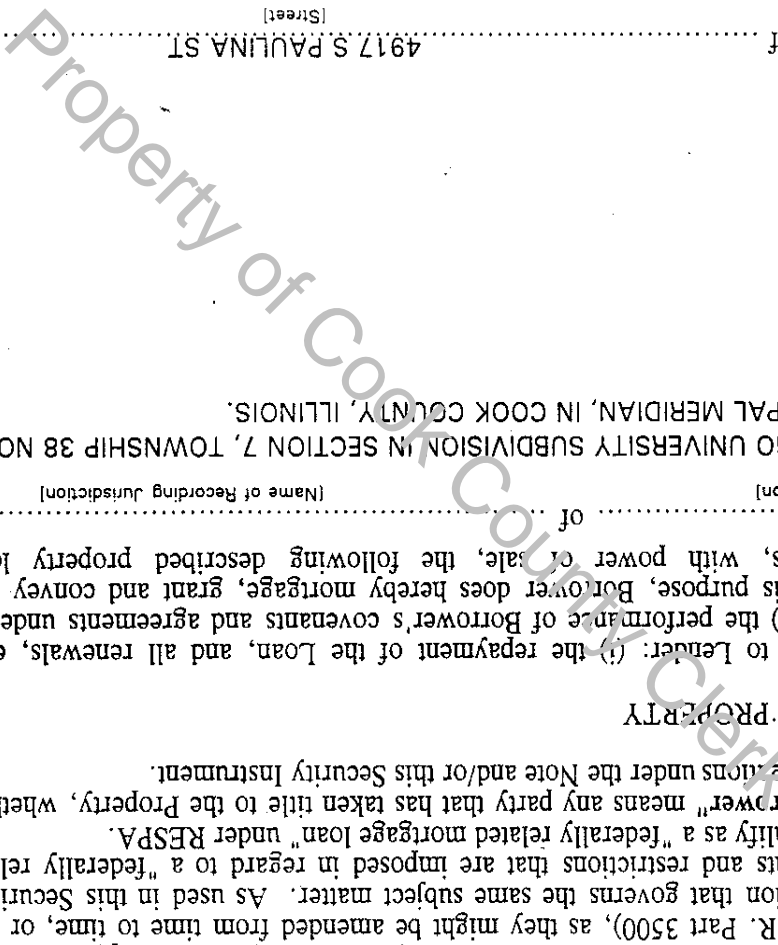 R. Part 3500), as they might be amended from time to time, or
ion that governs the same subject matter. As used in this Securi
ts and restrictions that are imposed in regard to a "federally rel
lify as a "federally related mortgage loan" under RESPA.
rower" means any party that has taken title to the Property, wheth
ations under the Note and/or this Security Instrument.
PROPERTY
to Lender: (i) the repayment of the Loan, and all renewals, e
) the performance of Borrower's covenants and agreements unde
is purpose, Borrower does hereby mortgage, grant and convey
s, with power of sale, the following described property lo
of
on] [Name of Recording Jurisdiction]
GO UNIVERSITY SUBDIVISION IN SECTION 7, TOWNSHIP 38 NO
PAL MERIDIAN, IN COOK COUNTY, ILLINOIS.
f 4917 S PAULINA ST
[Street]
Property of Cook County Clerk